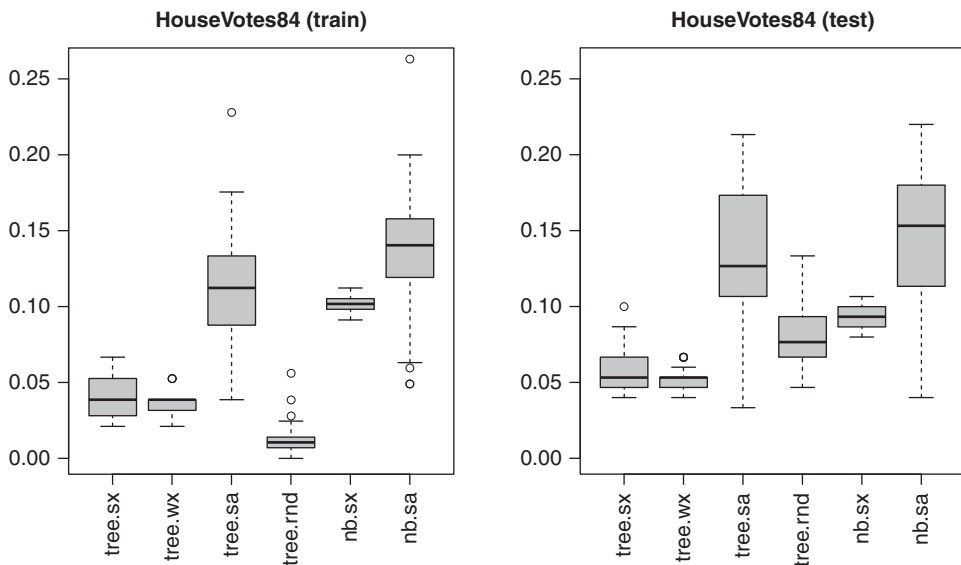 HouseVotes84 (train)
0.25
0.20
0.15
0.10
0.05
0.00
tree.sx
tree.wx
tree.sa
tree.rnd
nb.sx
nb.sa
HouseVotes84 (test)
0.25
0.20
0.15
0.10
0.05
0.00
tree.sx
tree.wx
tree.sa
tree.rnd
nb.sx
nb.sa